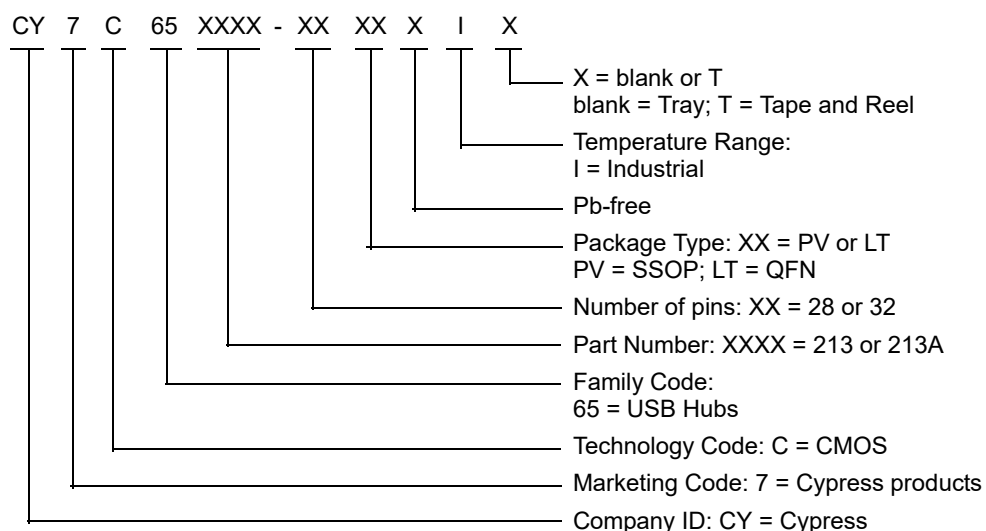 CY 7 C 65 XXXX - XX XX X I X
X = blank or T
blank = Tray; T = Tape and Reel
Temperature Range:
I = Industrial
Pb-free
Package Type: XX = PV or LT
PV = SSOP; LT = QFN
Number of pins: XX = 28 or 32
Part Number: XXXX = 213 or 213A
Family Code:
65 = USB Hubs
Technology Code: C = CMOS
Marketing Code: 7 = Cypress products
Company ID: CY = Cypress